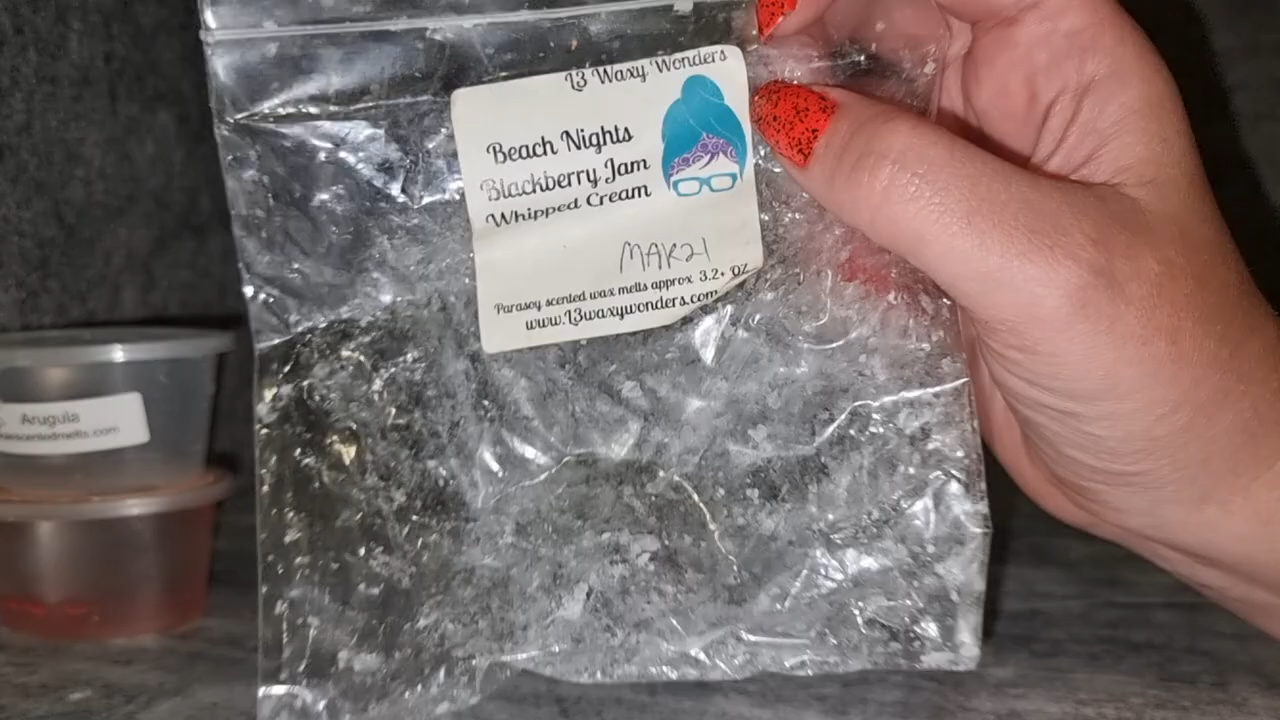 L3 Waxy Wonders
Beach Nights
Blackberry Jam
Whipped Cream
MAR21
Parasoy scented wax melts approx 3.2+ OZ
www.L3waxywonders.com
Arugula